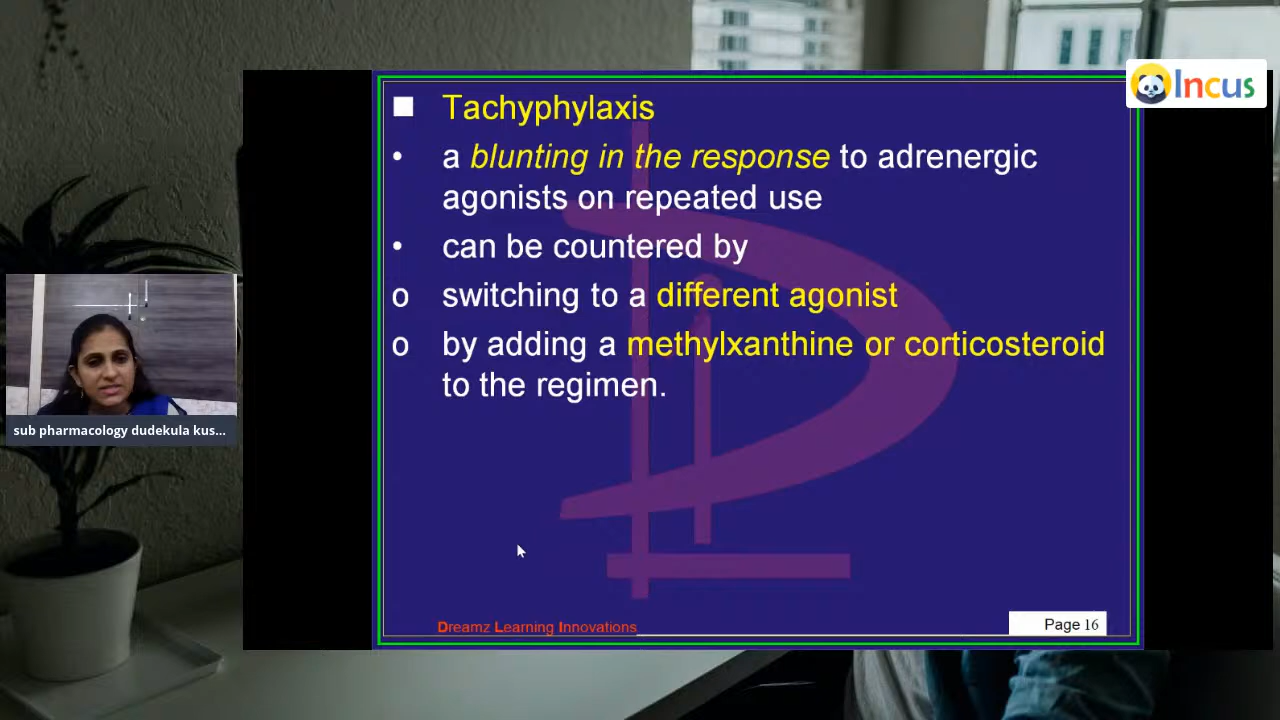 Incus
■ Tachyphylaxis
• a blunting in the response to adrenergic
agonists on repeated use
• can be countered by
o switching to a different agonist
o by adding a methylxanthine or corticosteroid
to the regimen.
sub pharmacology dudekula kus...
Dreamz Learning Innovations
Page 16